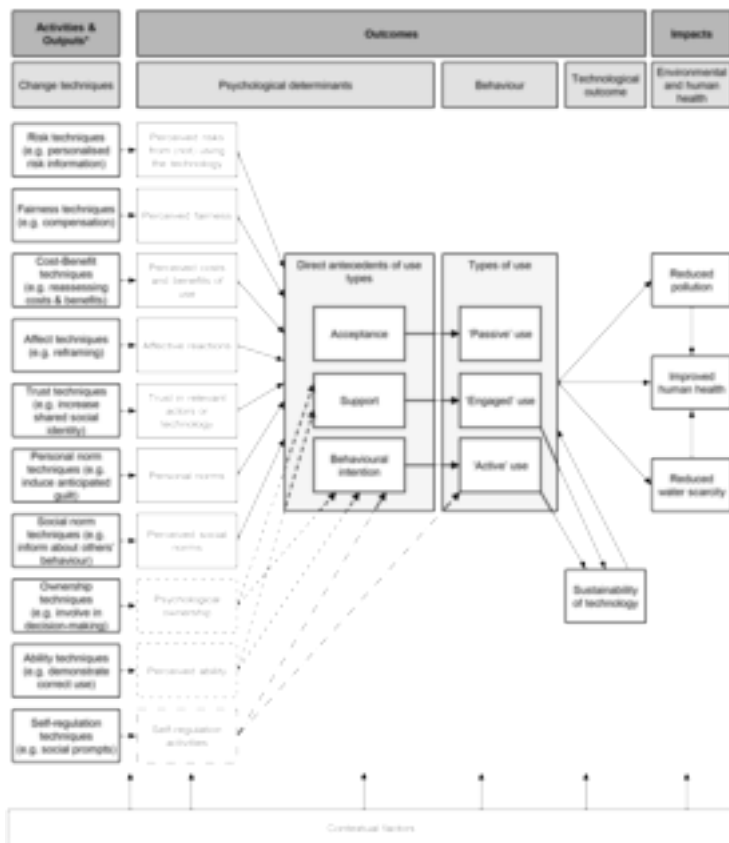 Activities &
Outputs*
Outcomes
Impacts
Change techniques
Psychological determinants
Behaviour
Technological
outcome
Environmental
and human
health
Risk techniques
(e.g. personalised
risk information)
Perceived risks
from (not) using
the technology
Fairness techniques
(e.g. compensation)
Perceived fairness
Cost-Benefit
techniques
(e.g. reassessing
costs & benefits)
Perceived costs
and benefits of
use
Affect techniques
(e.g. reframing)
Affective reactions
Trust techniques
(e.g. increase
shared social
identity)
Trust in relevant
actors or
technology
Personal norm
techniques (e.g.
induce anticipated
guilt)
Personal norms
Social norm
techniques (e.g.
inform about others'
behaviour)
Perceived social
norms
Ownership
techniques
(e.g. involve in
decision-making)
Psychological
ownership
Ability techniques
(e.g. demonstrate
correct use)
Perceived ability
Self-regulation
techniques
(e.g. social prompts)
Self-regulation
activities
Direct antecedents of use
types
Acceptance
Support
Behavioural
intention
Types of use
'Passive' use
'Engaged' use
'Active' use
Sustainability
of technology
Reduced
pollution
Improved
human health
Reduced
water scarcity
Contextual factors